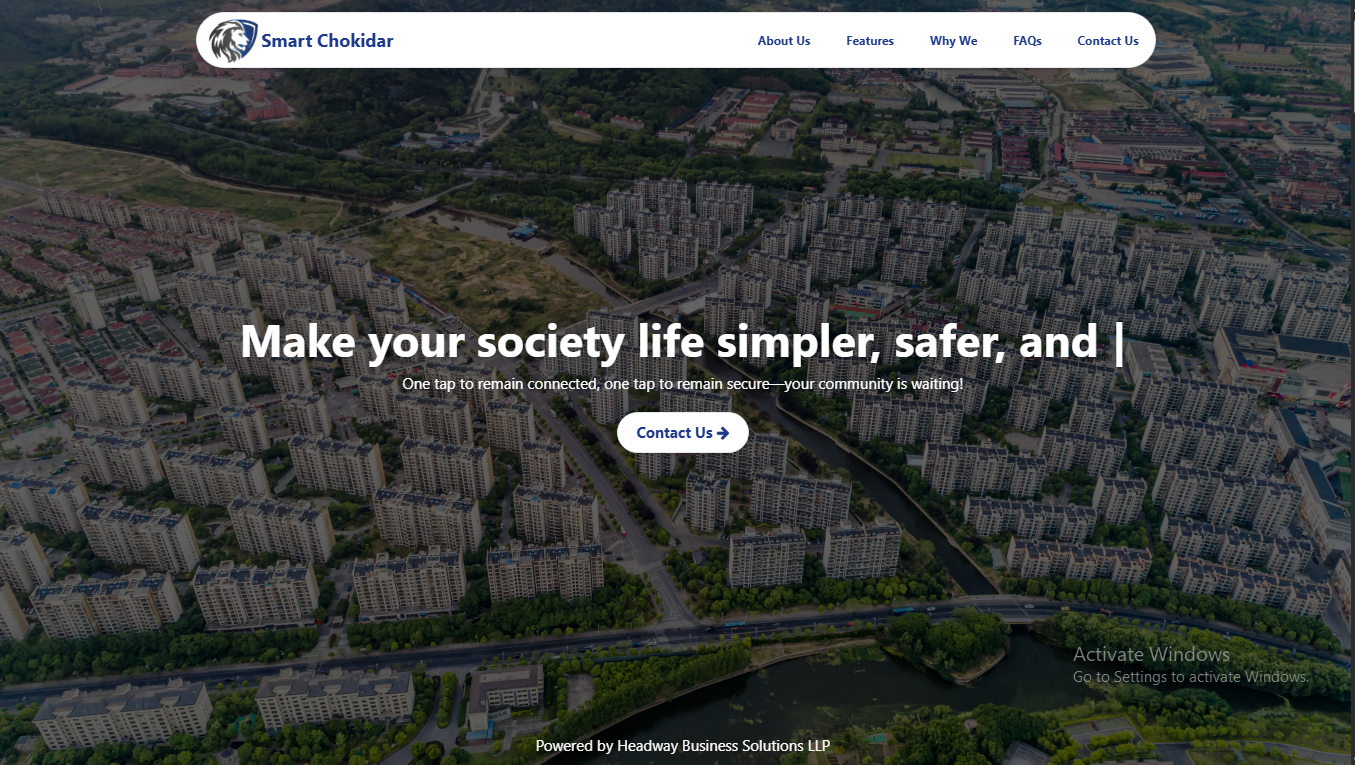 Smart Chokidar
About Us
Features
Why We
FAQs
Contact Us
Make your society life simpler, safer, and |
One tap to remain connected, one tap to remain secure—your community is waiting!
Contact Us
Activate Windows
Go to Settings to activate Windows.
Powered by Headway Business Solutions LLP